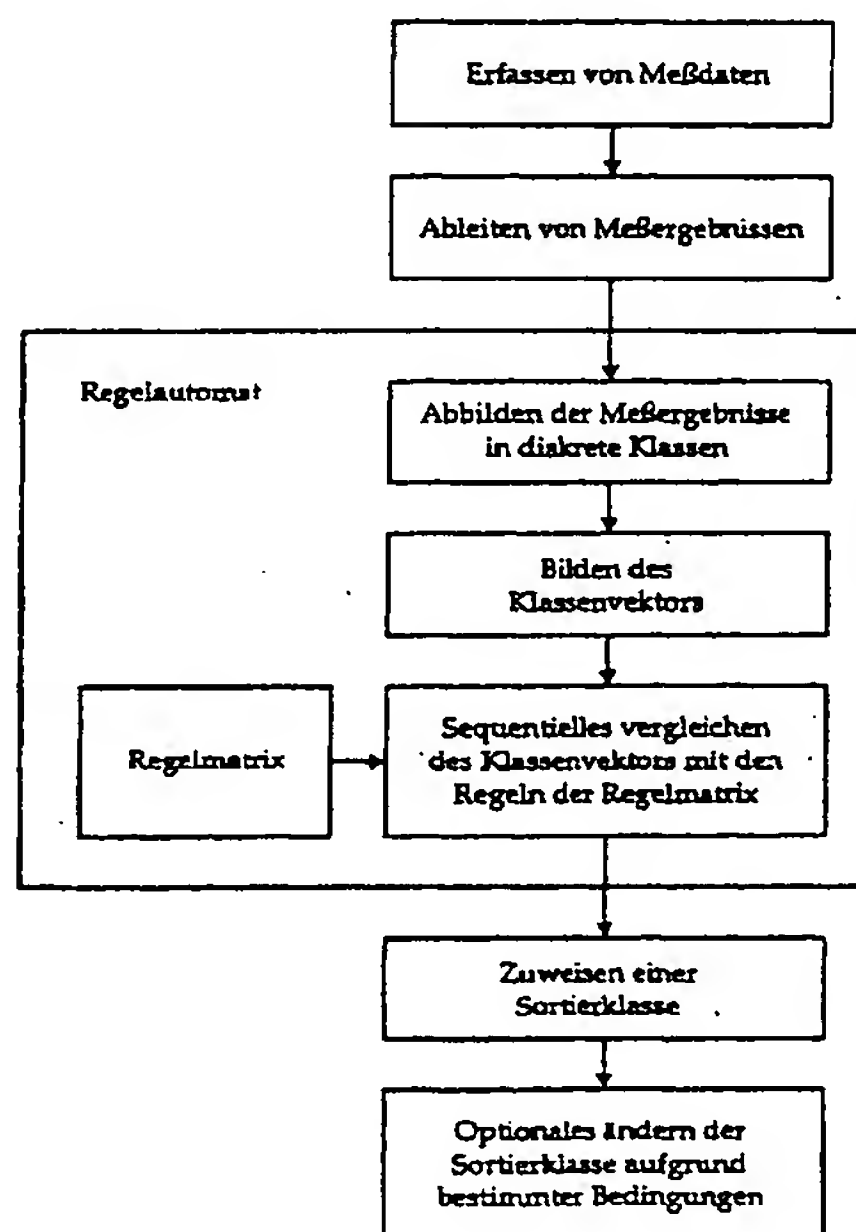 Erfassen von Meßdaten
Ableiten von Meßergebnissen
Regelautomat
Abbilden der Meßergebnisse
in diskrete Klassen
Bilden des
Klassenvektors
Regelmatrix
Sequentielles vergleichen
des Klassenvektors mit den
Regeln der Regelmatrix
Zuweisen einer
Sortierklasse
Optionales ändern der
Sortierklasse aufgrund
bestimmter Bedingungen